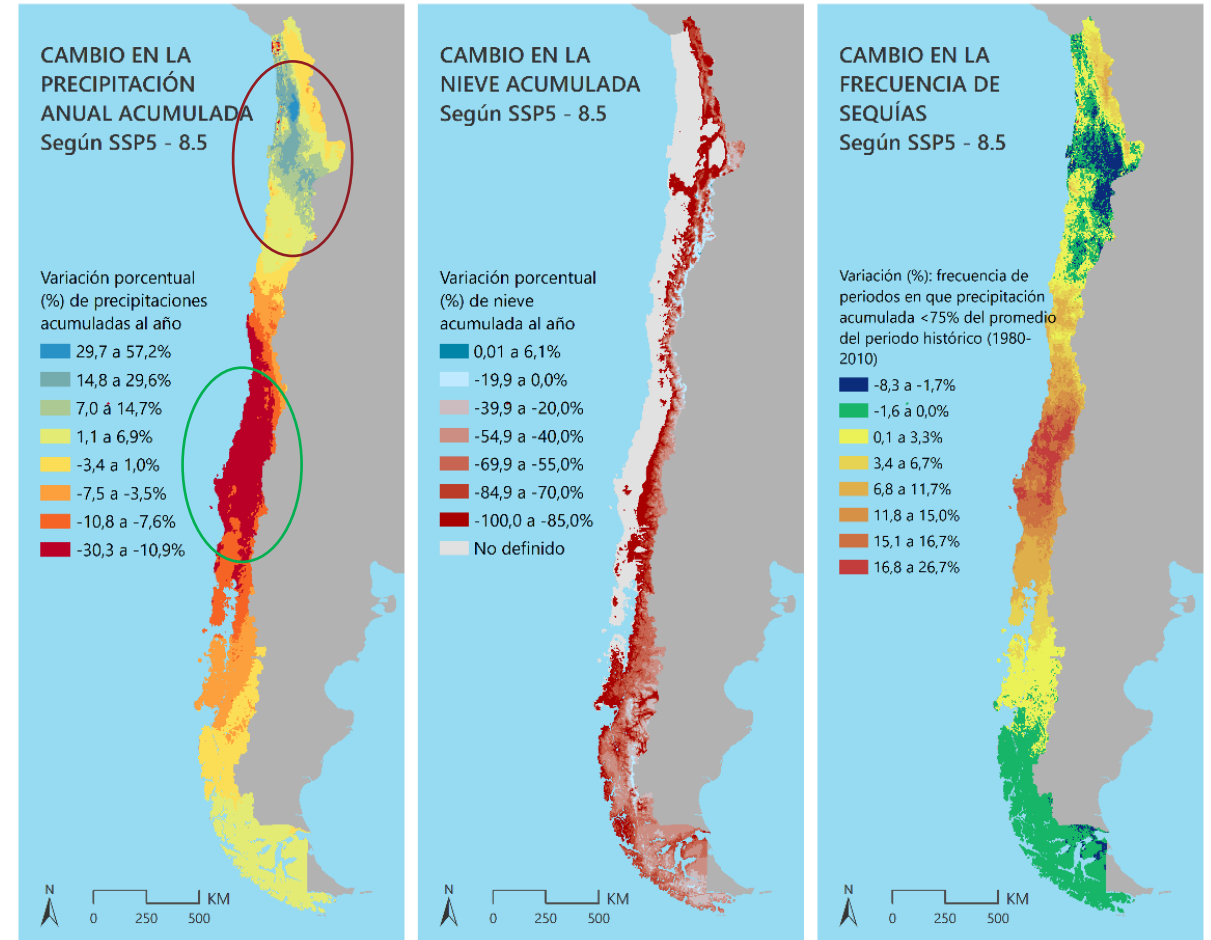 CAMBIO EN LA
PRECIPITACIÓN
ANUAL ACUMULADA
Según SSP5 - 8.5
Variación porcentual
(%) de precipitaciones
acumuladas al año
29,7 a 57,2%
14,8 a 29,6%
7,0 a 14,7%
1,1 a 6,9%
-3,4 a 1,0%
-7,5 a -3,5%
-10,8 a -7,6%
-30,3 a -10,9%
N
0 250 500
KM
CAMBIO EN LA
NIEVE ACUMULADA
Según SSP5 - 8.5
Variación porcentual
(%) de nieve
acumulada al año
0,01 a 6,1%
-19,9 a 0,0%
-39,9 a -20,0%
-54,9 a -40,0%
-69,9 a -55,0%
-84,9 a -70,0%
-100,0 a -85,0%
No definido
N
0 250 500
KM
CAMBIO EN LA
FRECUENCIA DE
SEQUÍAS
Según SSP5 - 8.5
Variación (%): frecuencia de
periodos en que precipitación
acumulada <75% del promedio
del periodo histórico (1980-
2010)
-8,3 a -1,7%
-1,6 a 0,0%
0,1 a 3,3%
3,4 a 6,7%
6,8 a 11,7%
11,8 a 15,0%
15,1 a 16,7%
16,8 a 26,7%
N
0 250 500
KM